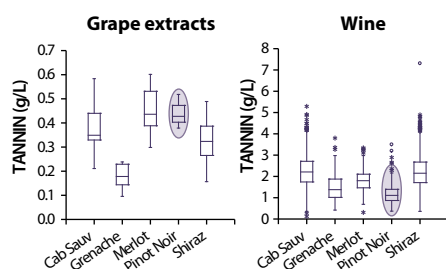 Grape extracts
TANNIN (g/L)
0.7
0.6
0.5
0.4
0.3
0.2
0.1
0.0
Cab Sauv
Grenache
Merlot
Pinot Noir
Shiraz
Wine
TANNIN (g/L)
8
7
6
5
4
3
2
1
0
Cab Sauv
Grenache
Merlot
Pinot Noir
Shiraz